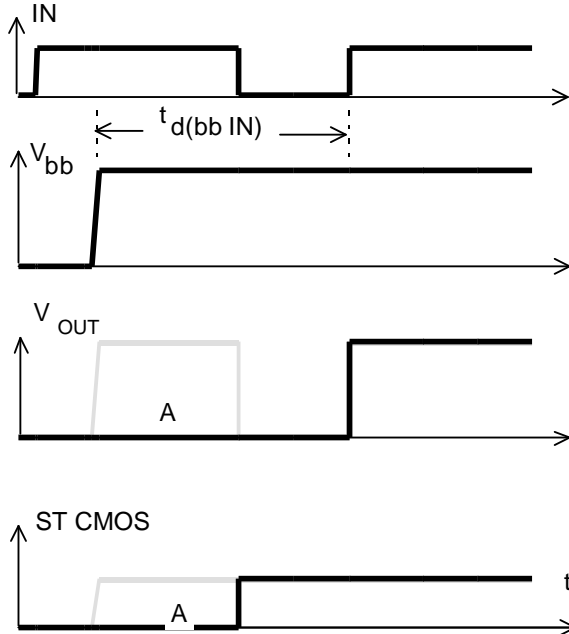 IN
t d(bb IN)
V bb
V OUT
A
ST CMOS
A
t